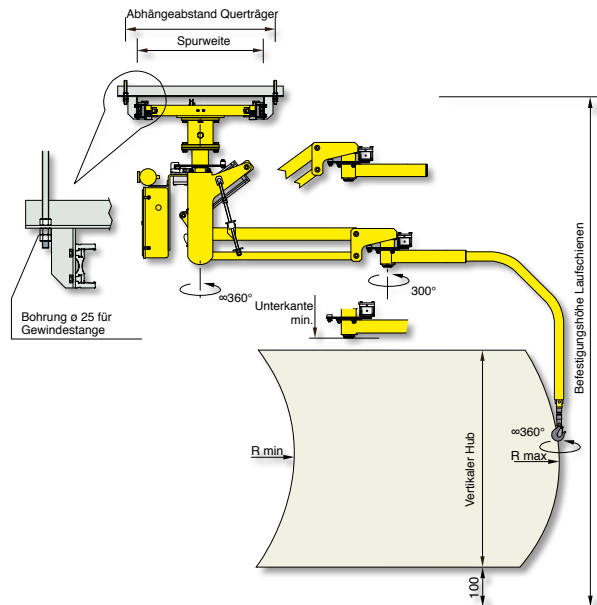 Abhängeabstand Querträger
Spurweite
∞360°
300°
Unterkante
min.
Bohrung ø 25 für
Gewindestange
Befestigungshöhe Laufschienen
∞360°
R min
R max
Vertikaler Hub
100